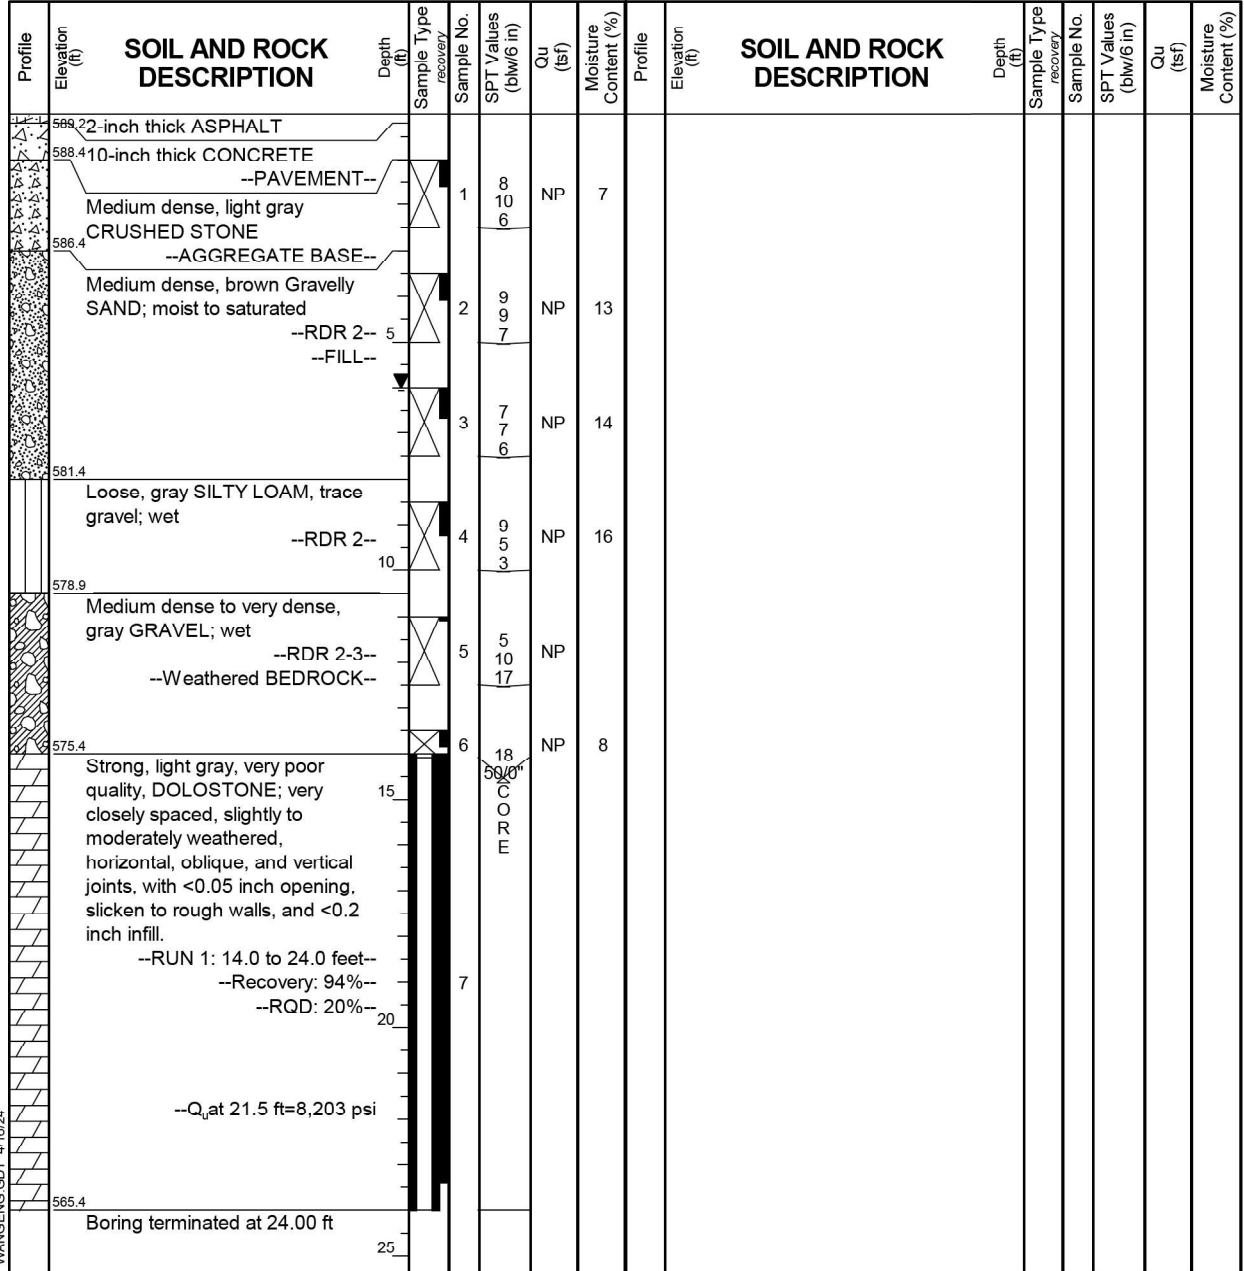 Profile
Elevation
(ft)
SOIL AND ROCK
DESCRIPTION
Depth
(ft)
Sample Type
recovery
Sample No.
SPT Values
(blw/6 in)
Qu
(tsf)
Moisture
Content (%)
Profile
Elevation
(ft)
SOIL AND ROCK
DESCRIPTION
Depth
(ft)
Sample Type
recovery
Sample No.
SPT Values
(blw/6 in)
Qu
(tsf)
Moisture
Content (%)
589.2 2-inch thick ASPHALT
588.4 10-inch thick CONCRETE
--PAVEMENT--
1
8
10
6
NP
7
Medium dense, light gray
CRUSHED STONE
586.4
--AGGREGATE BASE--
Medium dense, brown Gravelly
SAND; moist to saturated
--RDR 2--
5
--FILL--
2
9
9
7
NP
13
3
7
7
6
NP
14
581.4
Loose, gray SILTY LOAM, trace
gravel; wet
--RDR 2--
4
9
5
3
NP
16
10
578.9
Medium dense to very dense,
gray GRAVEL; wet
--RDR 2-3--
--Weathered BEDROCK--
5
5
10
17
NP
6
18
50/0"
NP
8
575.4
Strong, light gray, very poor
quality, DOLOSTONE; very
closely spaced, slightly to
moderately weathered,
horizontal, oblique, and vertical
joints, with <0.05 inch opening,
slicken to rough walls, and <0.2
inch infill.
15
C
O
R
E
--RUN 1: 14.0 to 24.0 feet--
--Recovery: 94%--
7
--RQD: 20%--
20
--Quat 21.5 ft=8,203 psi
565.4
Boring terminated at 24.00 ft
25